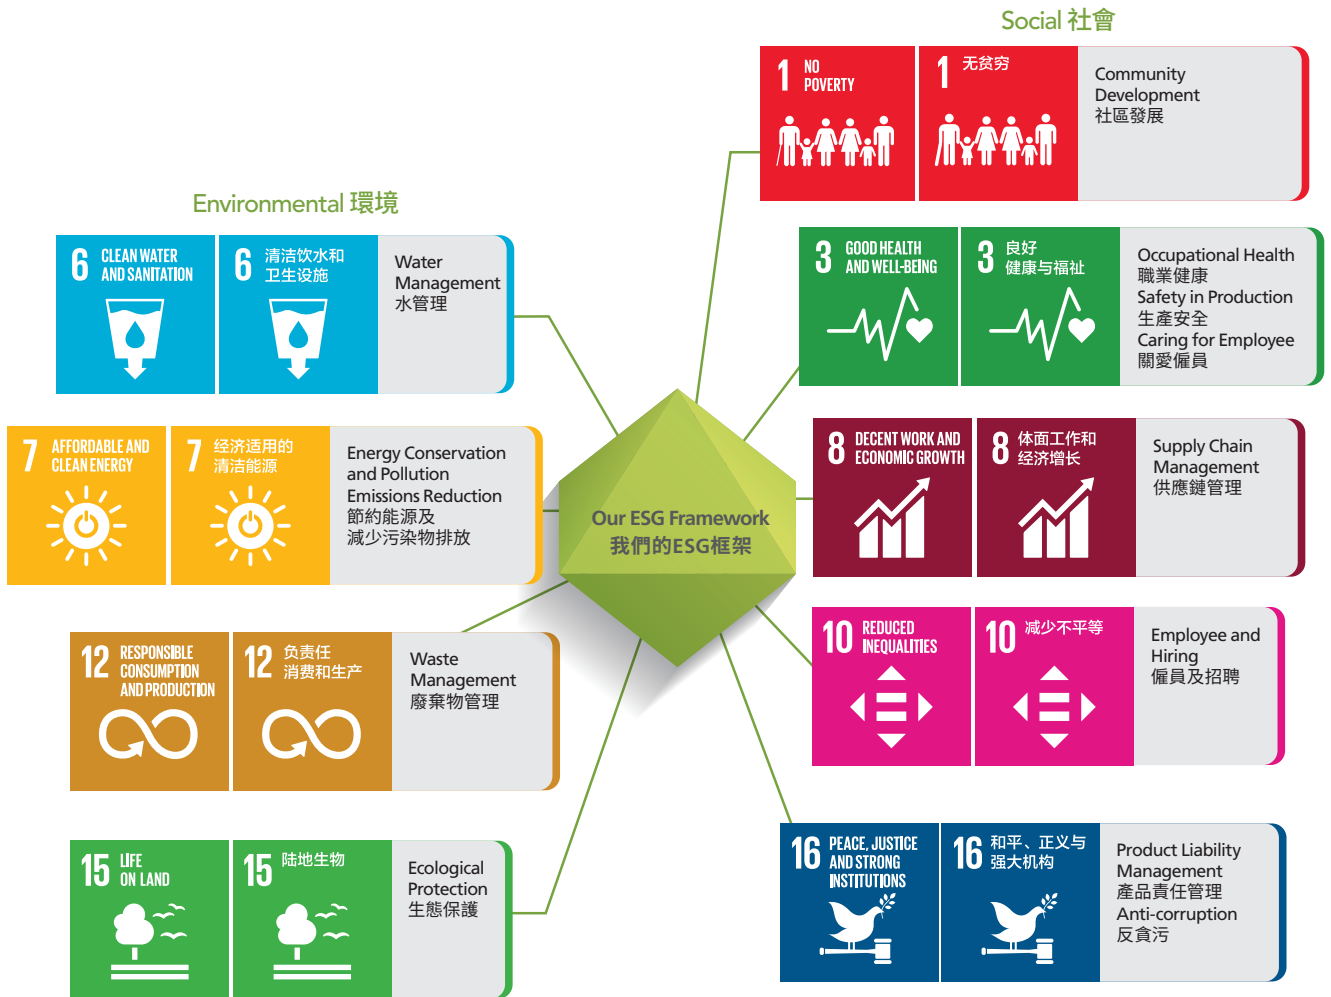 Social 社會
1 NO
POVERTY
1 无贫穷
Community
Development
社區發展
Environmental 環境
6 CLEAN WATER
AND SANITATION
6 清洁饮水和
卫生设施
Water
Management
水管理
3 GOOD HEALTH
AND WELL-BEING
3 良好
健康与福祉
Occupational Health
職業健康
Safety in Production
生產安全
Caring for Employee
關愛僱員
7 AFFORDABLE AND
CLEAN ENERGY
7 经济适用的
清洁能源
Energy Conservation
and Pollution
Emissions Reduction
節約能源及
減少污染物排放
Our ESG Framework
我們的ESG框架
8 DECENT WORK AND
ECONOMIC GROWTH
8 体面工作和
经济增长
Supply Chain
Management
供應鏈管理
12 RESPONSIBLE
CONSUMPTION
AND PRODUCTION
12 负责任
消费和生产
Waste
Management
廢棄物管理
10 REDUCED
INEQUALITIES
10 减少不平等
Employee and
Hiring
僱員及招聘
15 LIFE
ON LAND
15 陆地生物
Ecological
Protection
生態保護
16 PEACE, JUSTICE
AND STRONG
INSTITUTIONS
16 和平、正义与
强大机构
Product Liability
Management
產品責任管理
Anti-corruption
反貪污